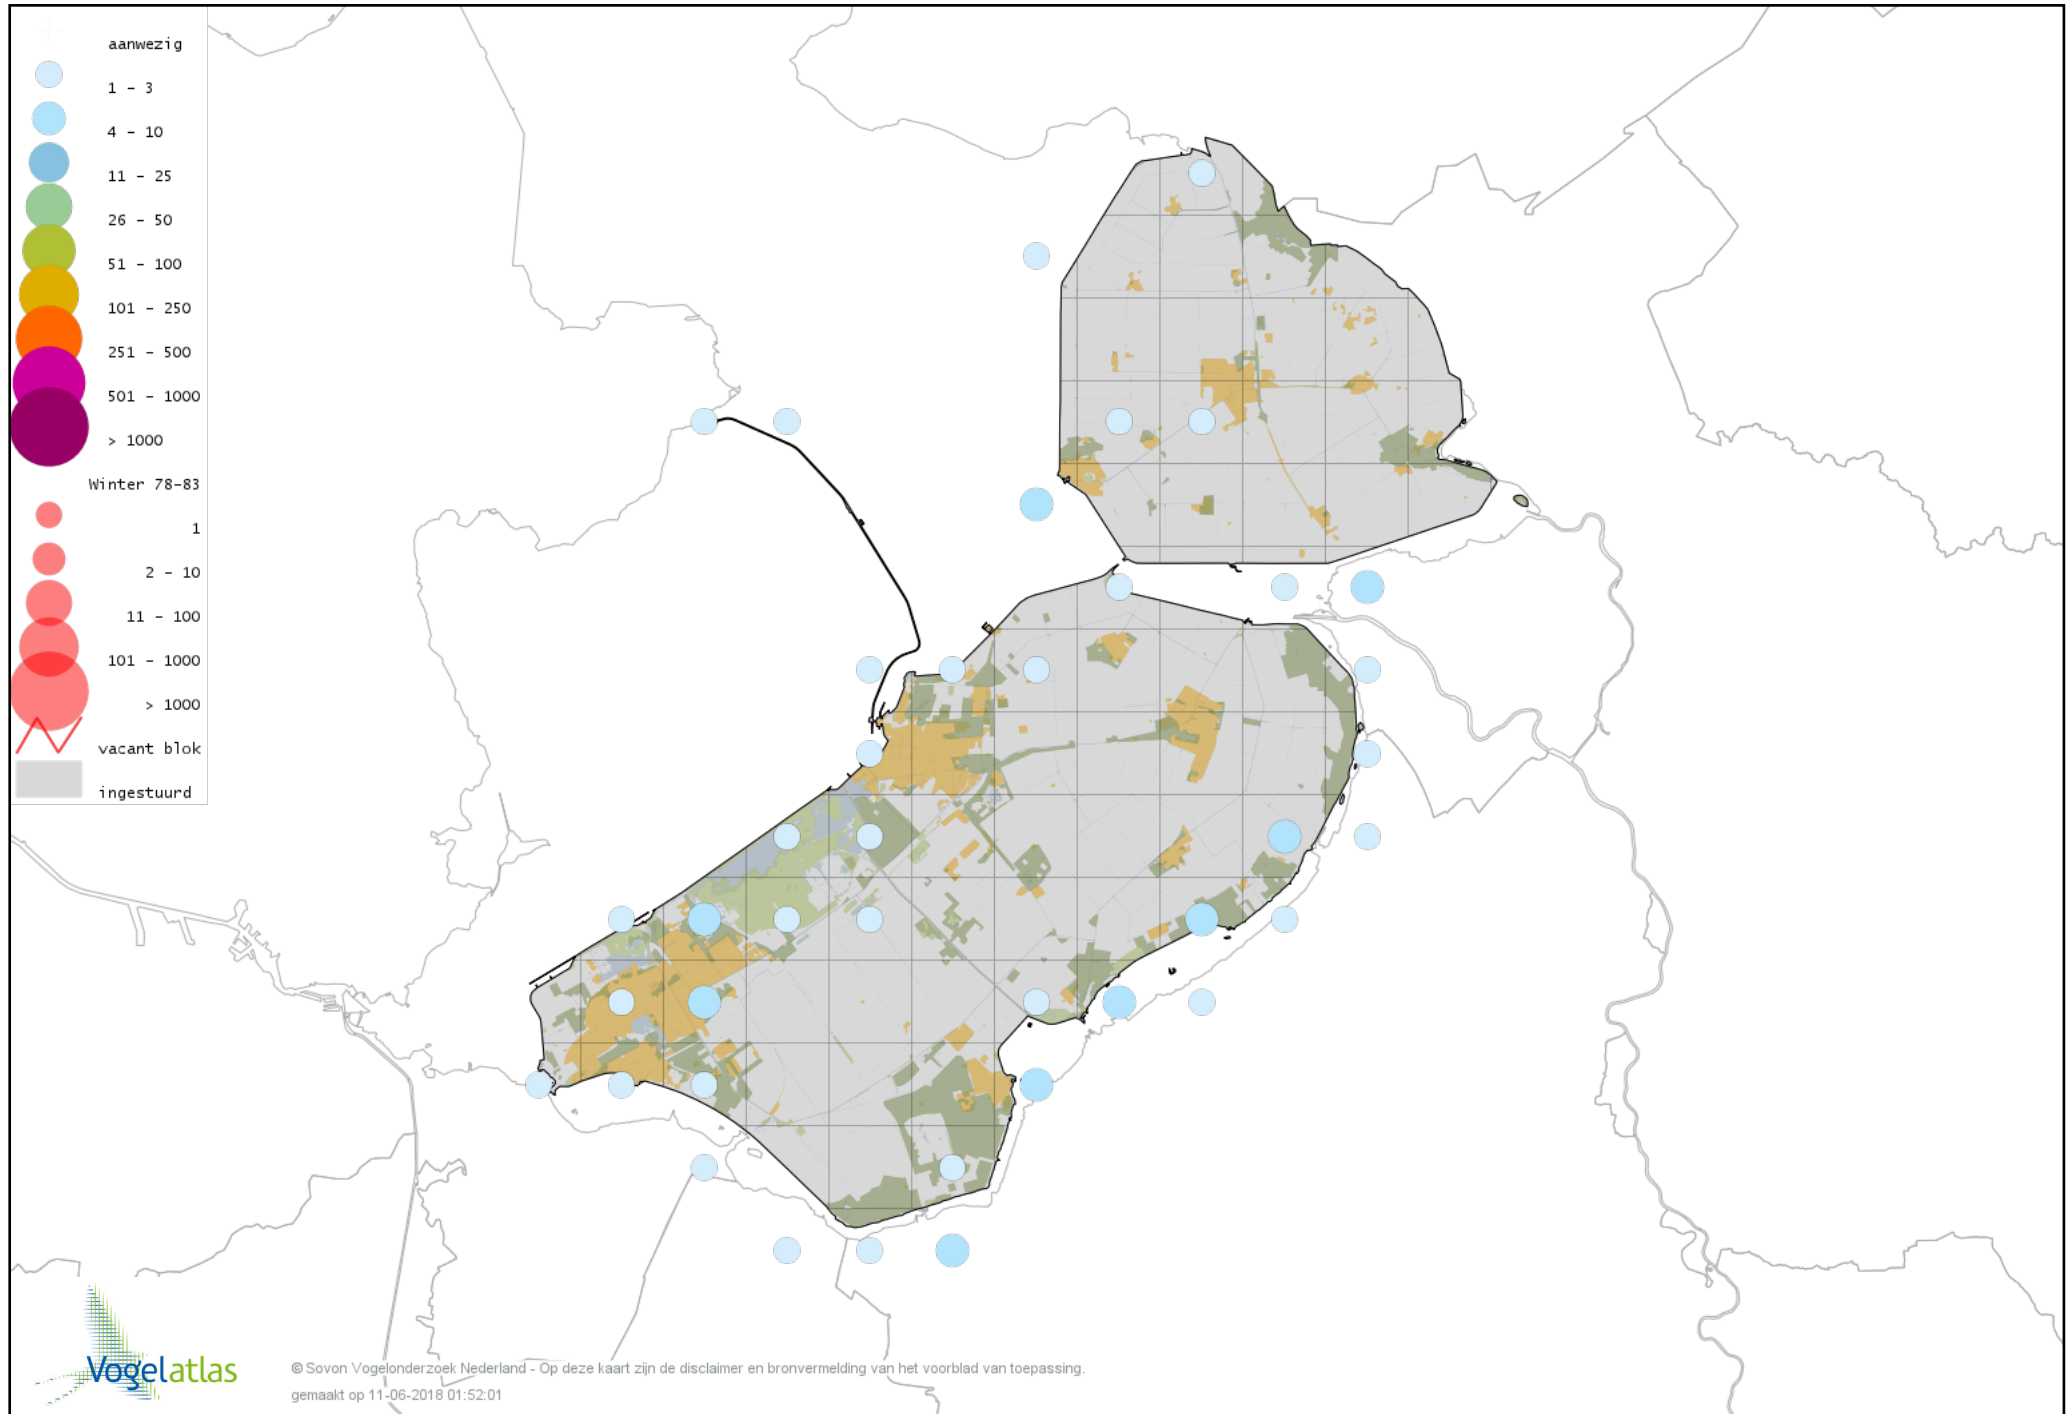 aanwezig
1 - 3
4 - 10
11 - 25
26 - 50
51 - 100
101 - 250
251 - 500
501 - 1000
> 1000
Winter 78-83
1
2 - 10
11 - 100
101 - 1000
> 1000
vacant blok
ingestuurd
Vogelatlas
© Sovon Vogelonderzoek Nederland - Op deze kaart zijn de disclaimer en bronvermelding van het voorblad van toepassing.
gemaakt op 11-06-2018 01:52:01